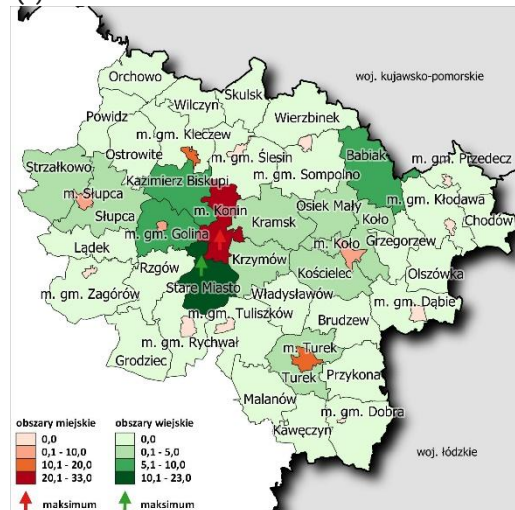 Orchowo
Skulsk
woj. kujawsko-pomorskie
Powidz
Wilczyn
Wierzbinek
m. gm. Kleczew
Ostrowite
m. gm. Ślesin
Babiak
m. gm. Przedecz
Strzałkowo
Kazimierz Biskupi
m. gm. Sompolno
m. Słupca
m. gm. Kłodawa
m. Konin
Osiek Mały
Słupca
Kramsk
Koło
Chodów
m. gm. Golina
m. Koło
Grzegorzew
Lądek
Rzgów
Krzymów
Kościelec
Olszówka
m. gm. Zagórów
Stare Miasto
Władysławów
m. gm. Dąbie
m. gm. Tuliszków
Brudzew
m. gm. Rychwał
m. Turek
Grodziec
Turek
Przykona
Malanów
m. gm. Dobra
Kawęczyn
obszary miejskie
0,0
0,1 - 10,0
10,1 - 20,0
20,1 - 33,0
maksimum
obszary wiejskie
0,0
0,1 - 5,0
5,1 - 10,0
10,1 - 23,0
maksimum
woj. łódzkie